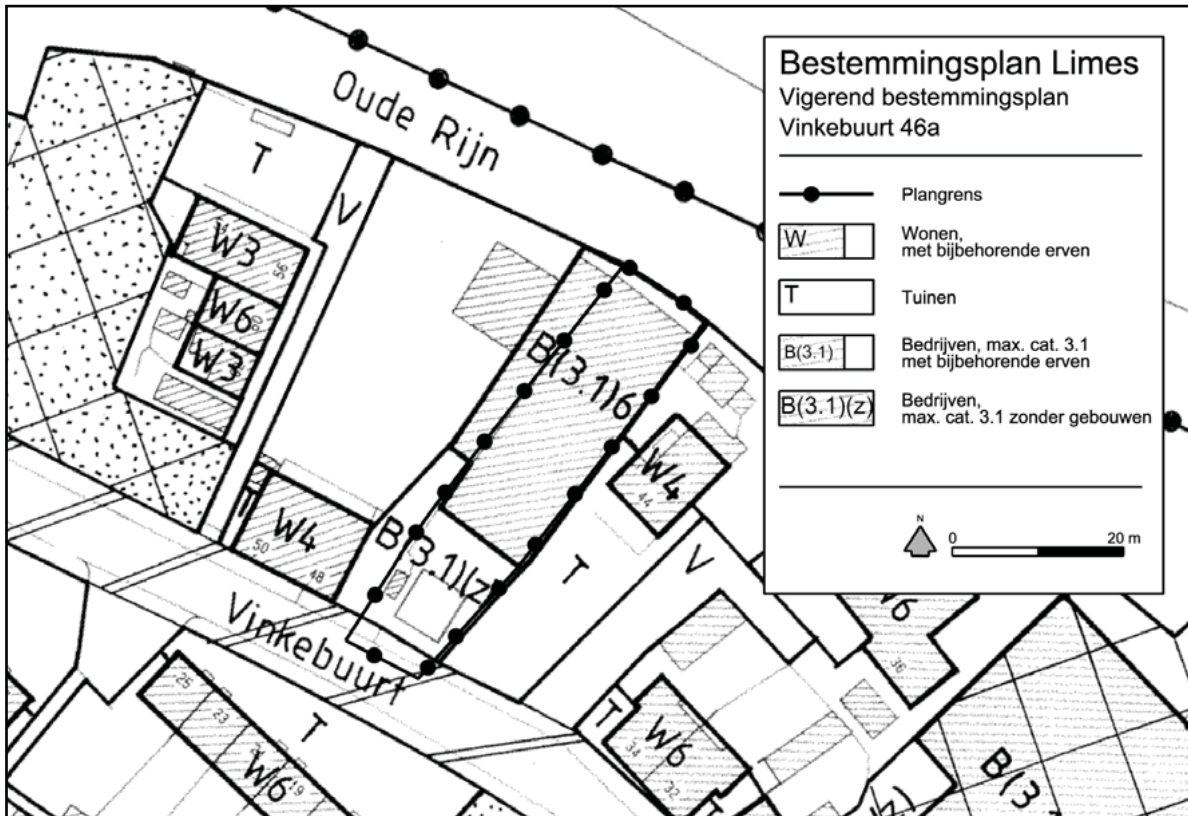 Bestemmingsplan Limes
Vigerend bestemmingsplan
Vinkebuurt 46a
Plangrens
W
Wonen,
met bijbehorende erven
T
Tuinen
B(3.1)
Bedrijven, max. cat. 3.1
met bijbehorende erven
B(3.1)(z)
Bedrijven,
max. cat. 3.1 zonder gebouwen
N
0
20 m
Oude Rijn
T
V
W3
W6
W3
B(3.1)6
W4
44
T
W4
50
48
B(3.1)(z)
T
V
Vinkebuurt
W6
36
T
25
23
19
W6
T
W6
34
32
T